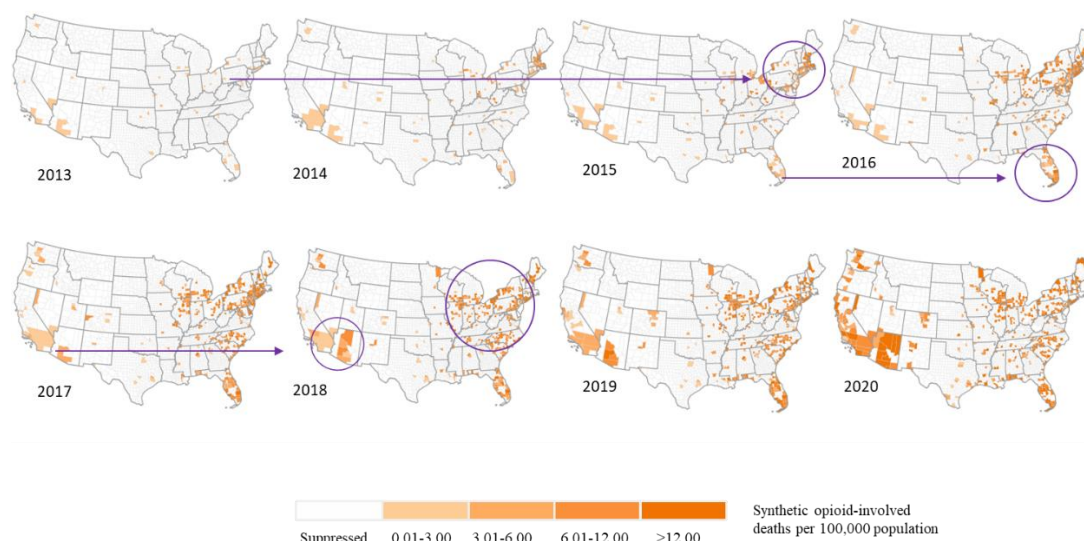 2013
2014
2015
2016
2017
2018
2019
2020
Synthetic opioid-involved
deaths per 100,000 population
Suppressed 0.01-3.00 3.01-6.00 6.01-12.00 >12.00